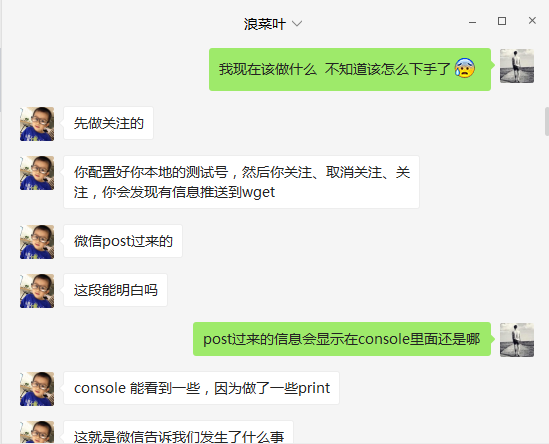 浪菜叶
我现在该做什么 不知道该怎么下手了
先做关注的
你配置好你本地的测试号，然后你关注、取消关注、关
注，你会发现有信息推送到wget
微信post过来的
这段能明白吗
post过来的信息会显示在console里面还是哪
console 能看到一些，因为做了一些print
这就是微信告诉我们发生了什么事